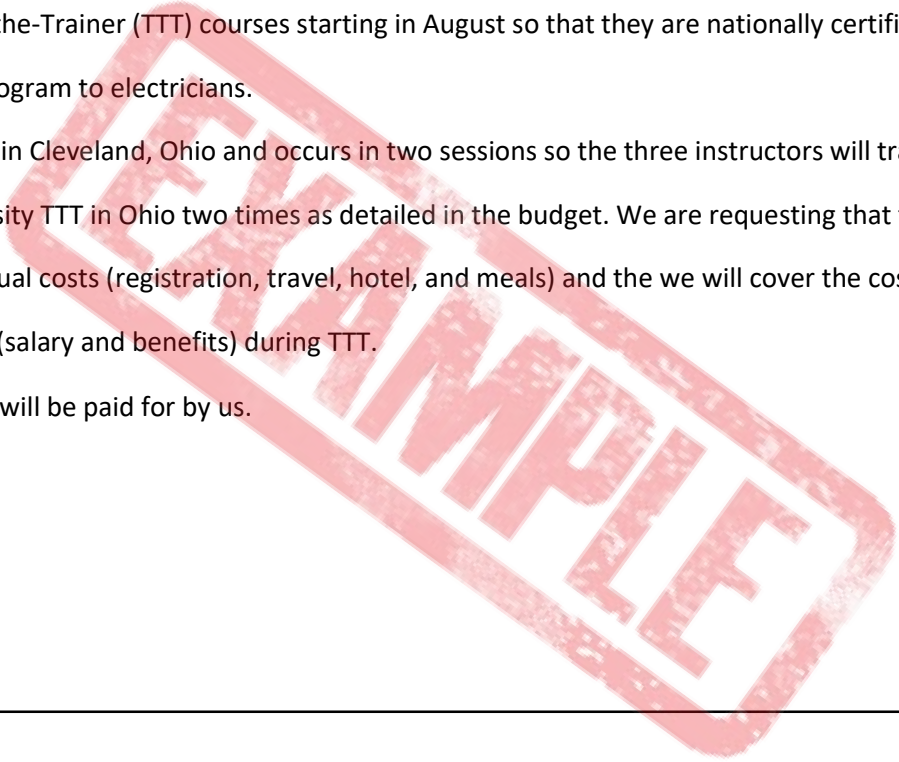 the-Trainer (TTT) courses starting in August so that they are nationally certifi
ogram to electricians.
in Cleveland, Ohio and occurs in two sessions so the three instructors will tra
sity TTT in Ohio two times as detailed in the budget. We are requesting that
ual costs (registration, travel, hotel, and meals) and the we will cover the cos
(salary and benefits) during TTT.
will be paid for by us.
EXAMPLE